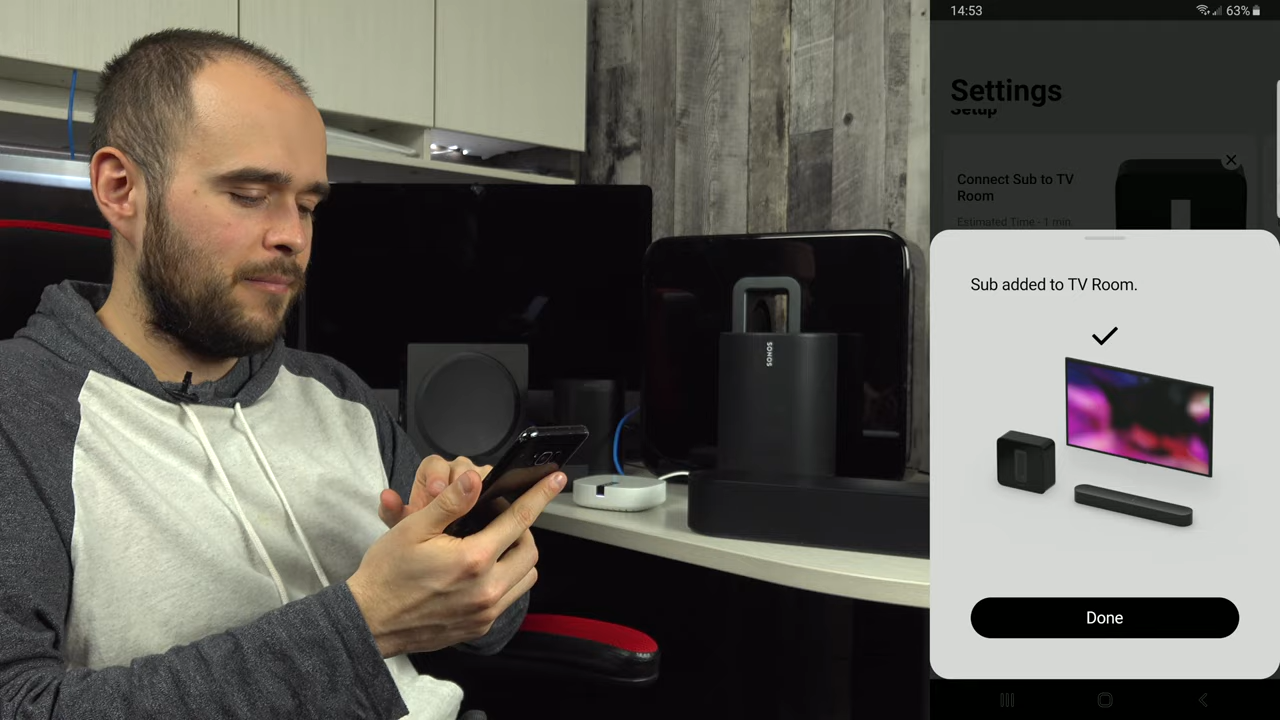 SONOS
14:53
63%
Settings
Setup
Connect Sub to TV
Room
Estimated Time - 1 min
Sub added to TV Room.
Done